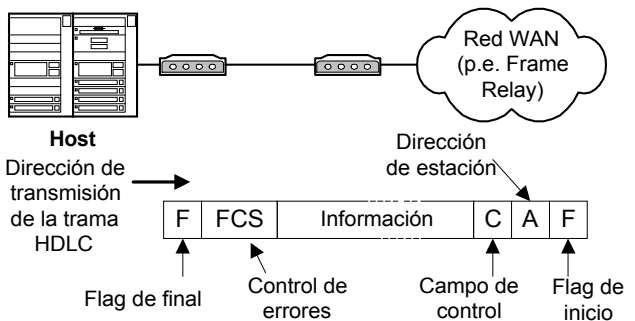 Red WAN
(p.e. Frame
Relay)
Host
Dirección de
transmisión
de la trama
HDLC
Dirección
de estación
F
FCS
Información
C
A
F
Flag de final
Control de
errores
Campo de
control
Flag de
inicio